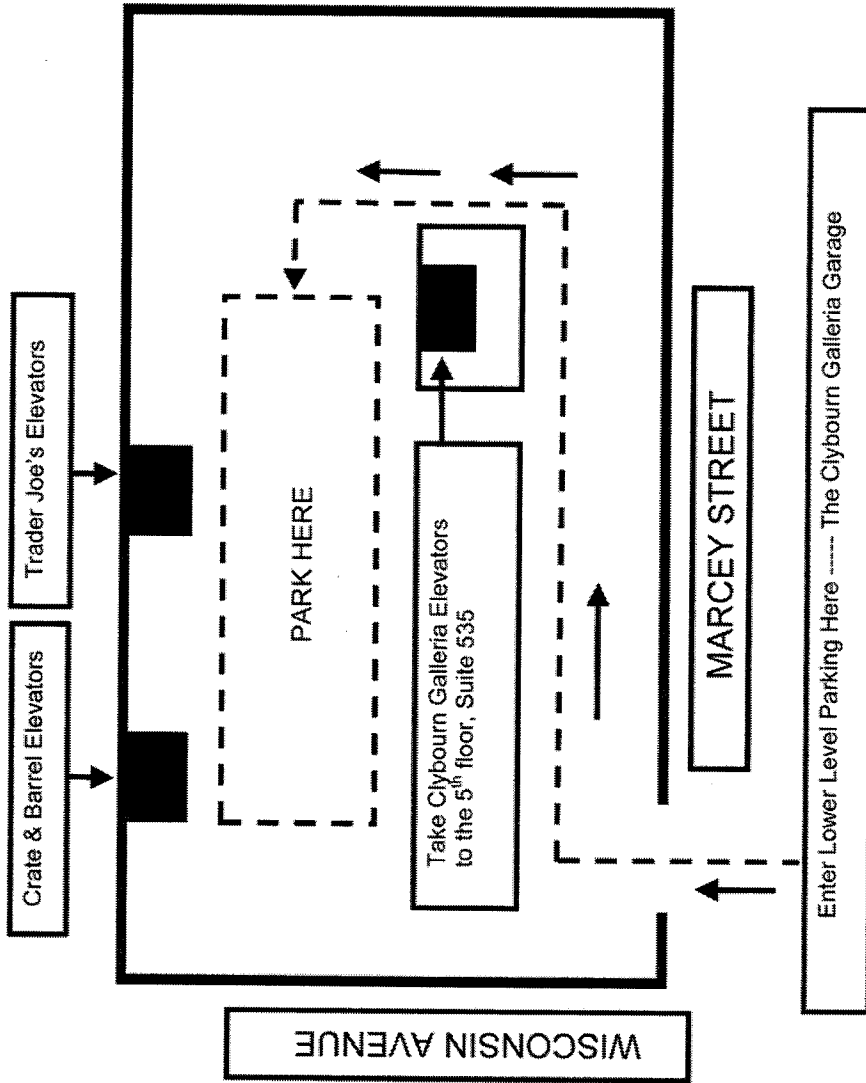 Crate & Barrel Elevators
Trader Joe's Elevators
PARK HERE
Take Clybourn Galleria Elevators
to the 5th floor, Suite 535
MARCEY STREET
WISCONSIN AVENUE
Enter Lower Level Parking Here ----- The Clybourn Galleria Garage